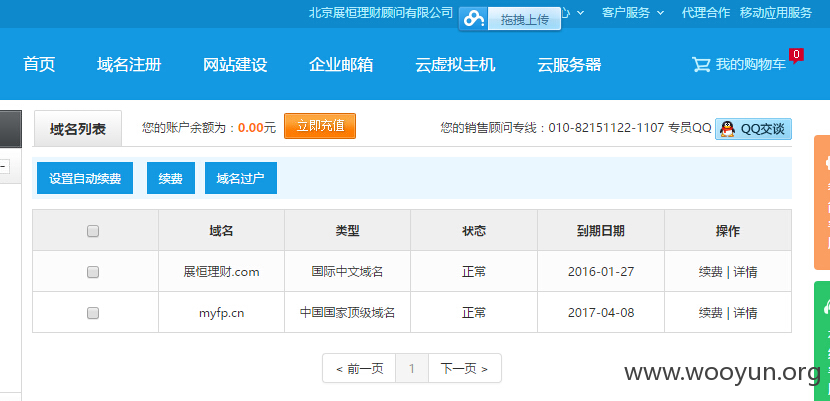 北京展恒理财顾问有限公司 拖拽上传 心 客户服务 代理合作 移动应用服务
首页 域名注册 网站建设 企业邮箱 云虚拟主机 云服务器 我的购物车 0
域名列表 您的账户余额为：0.00元 立即充值 您的销售顾问专线：010-82151122-1107 专员QQ QQ交谈
设置自动续费 续费 域名过户
域名 类型 状态 到期日期 操作
展恒理财.com 国际中文域名 正常 2016-01-27 续费 | 详情
myfp.cn 中国国家顶级域名 正常 2017-04-08 续费 | 详情
< 前一页 1 下一页 >
www.wooyun.org